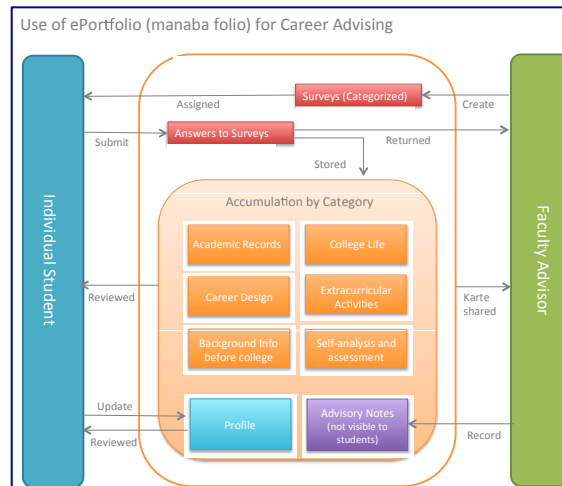 Use of ePortfolio (manaba folio) for Career Advising
Surveys (Categorized)
Assigned
Create
Answers to Surveys
Submit
Returned
Stored
Individual Student
Faculty Advisor
Accumulation by Category
Academic Records
College Life
Career Design
Extracurricular
Activities
Reviewed
Karte
shared
Background Info
before college
Self-analysis and
assessment
Update
Profile
Advisory Notes
(not visible to
students)
Reviewed
Record